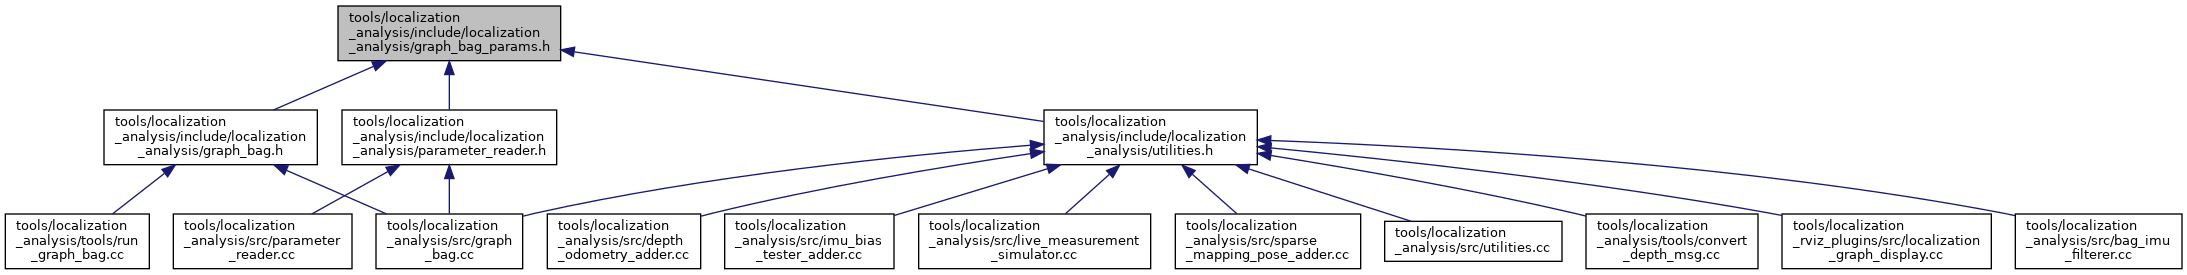 tools/localization
_analysis/include/localization
_analysis/graph_bag_params.h
tools/localization
_analysis/include/localization
_analysis/graph_bag.h
tools/localization
_analysis/include/localization
_analysis/parameter_reader.h
tools/localization
_analysis/include/localization
_analysis/utilities.h
tools/localization
_analysis/tools/run
_graph_bag.cc
tools/localization
_analysis/src/parameter
_reader.cc
tools/localization
_analysis/src/graph
_bag.cc
tools/localization
_analysis/src/depth
_odometry_adder.cc
tools/localization
_analysis/src/imu_bias
_tester_adder.cc
tools/localization
_analysis/src/live_measurement
_simulator.cc
tools/localization
_analysis/src/sparse
_mapping_pose_adder.cc
tools/localization
_analysis/src/utilities.cc
tools/localization
_analysis/tools/convert
_depth_msg.cc
tools/localization
_rviz_plugins/src/localization
_graph_display.cc
tools/localization
_analysis/src/bag_imu
_filterer.cc